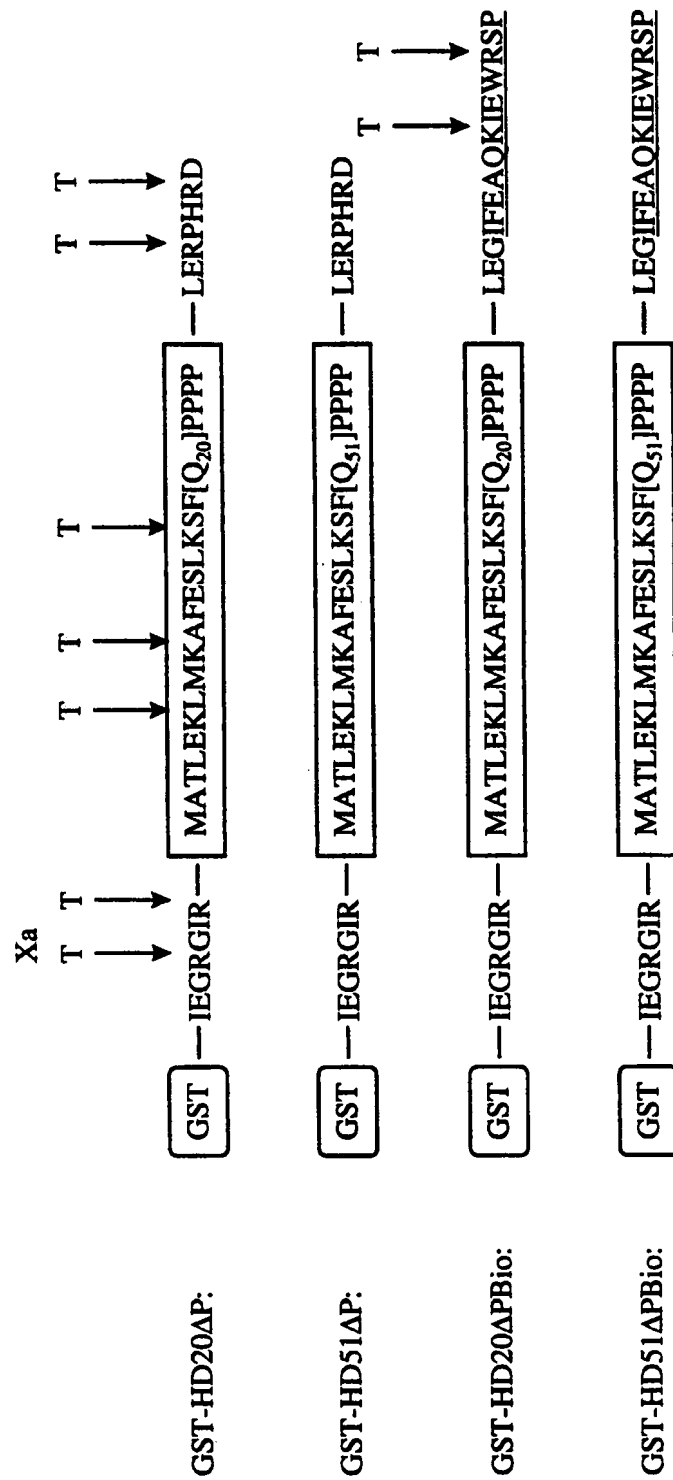 Xa
T T T T T T T
GST-HD20ΔP: GST —IEGRGIR— MATLEKLMKAFESLKSF[Q20]PPPP —LERPHRD
GST-HD51ΔP: GST —IEGRGIR— MATLEKLMKAFESLKSF[Q51]PPPP —LERPHRD
T T
GST-HD20ΔPBio: GST —IEGRGIR— MATLEKLMKAFESLKSF[Q20]PPPP —LEGIFEAQKIEWRSP
GST-HD51ΔPBio: GST —IEGRGIR— MATLEKLMKAFESLKSF[Q51]PPPP —LEGIFEAQKIEWRSP